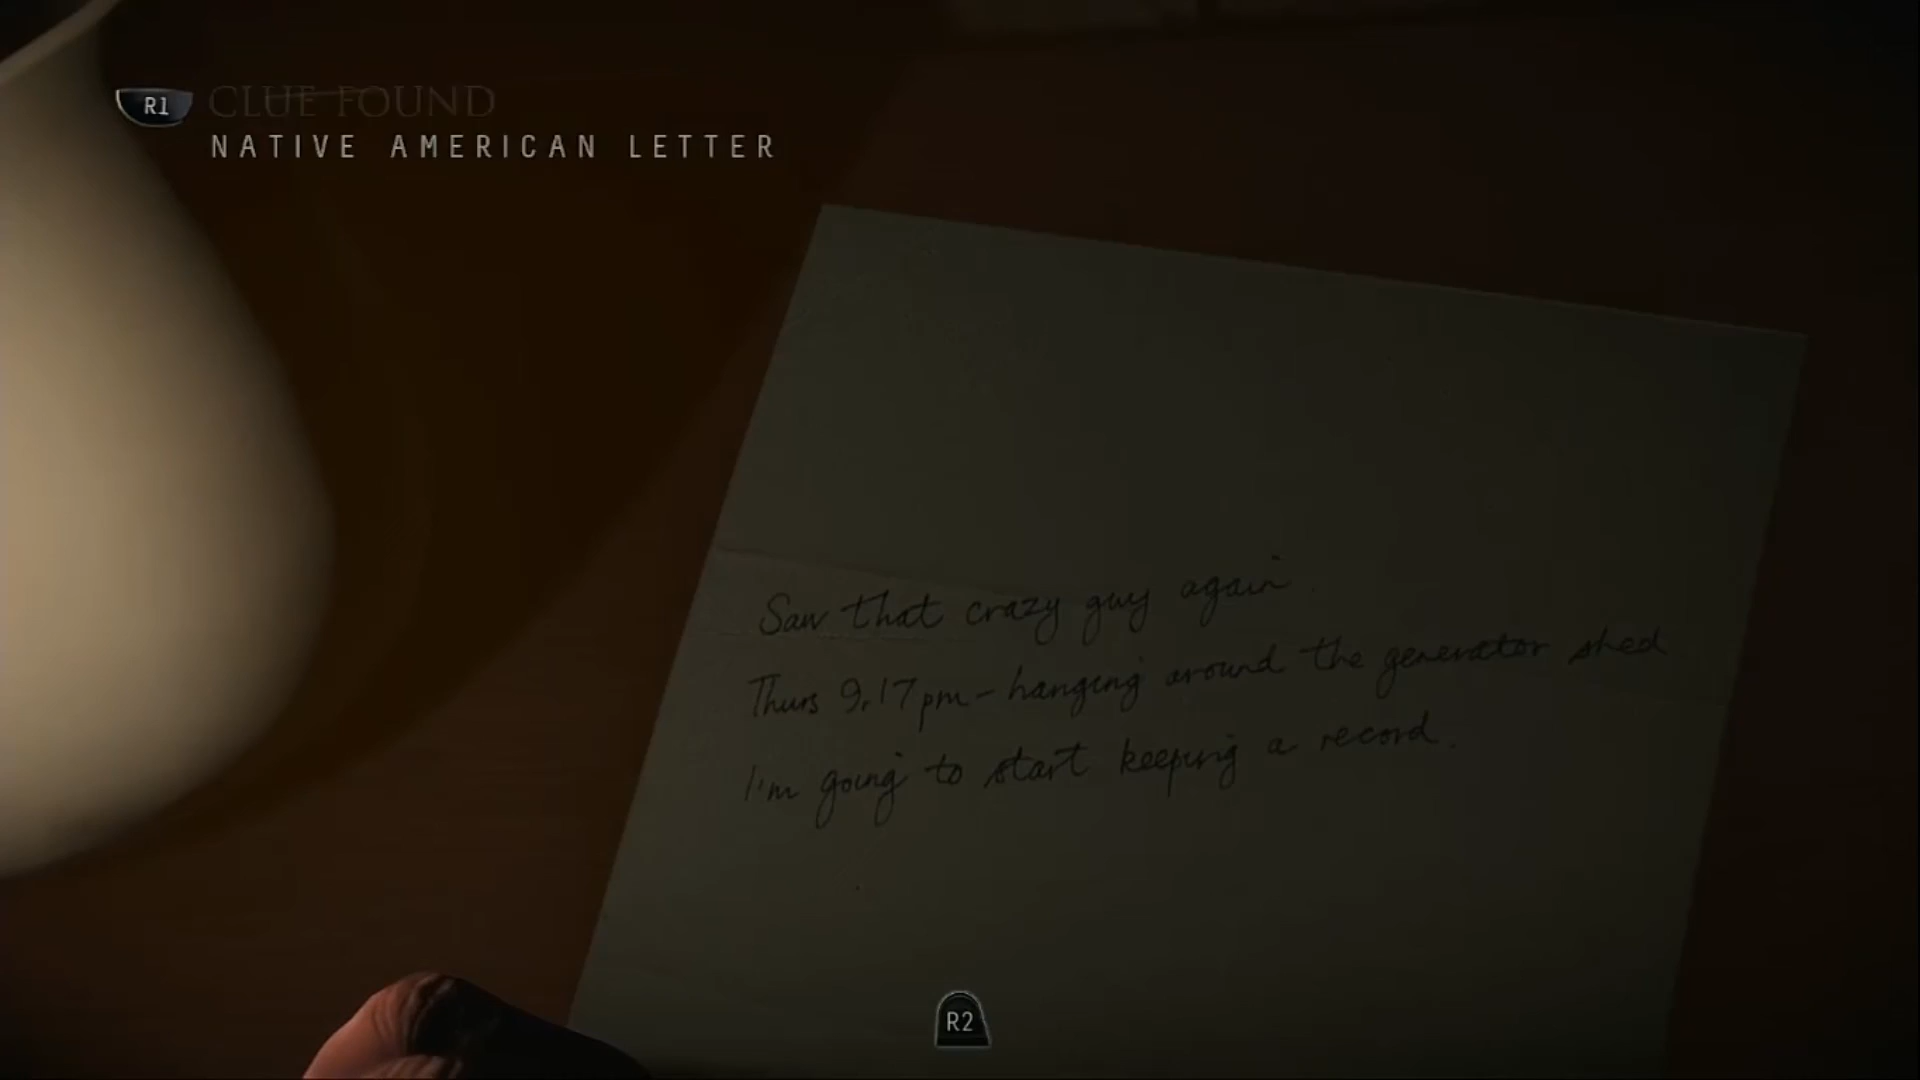 R1 CLUE FOUND
NATIVE AMERICAN LETTER
Saw that crazy guy again.
Thurs 9.17pm - hanging around the generator shed
I'm going to start keeping a record.
R2